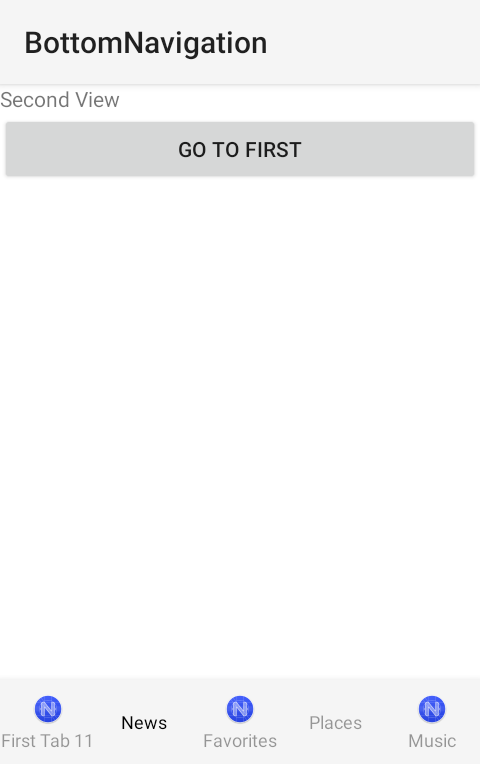 BottomNavigation
Second View
GO TO FIRST
First Tab 11
News
Favorites
Places
Music